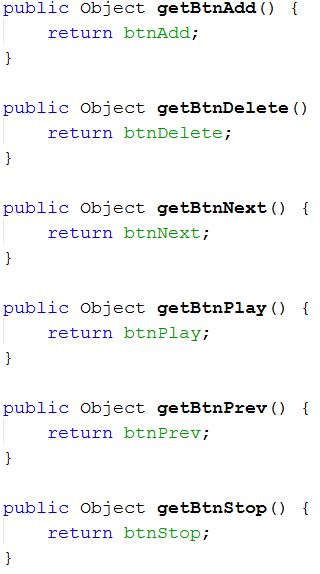 public Object getBtnAdd() {
    return btnAdd;
}
public Object getBtnDelete()
    return btnDelete;
}
public Object getBtnNext() {
    return btnNext;
}
public Object getBtnPlay() {
    return btnPlay;
}
public Object getBtnPrev() {
    return btnPrev;
}
public Object getBtnStop() {
    return btnStop;
}